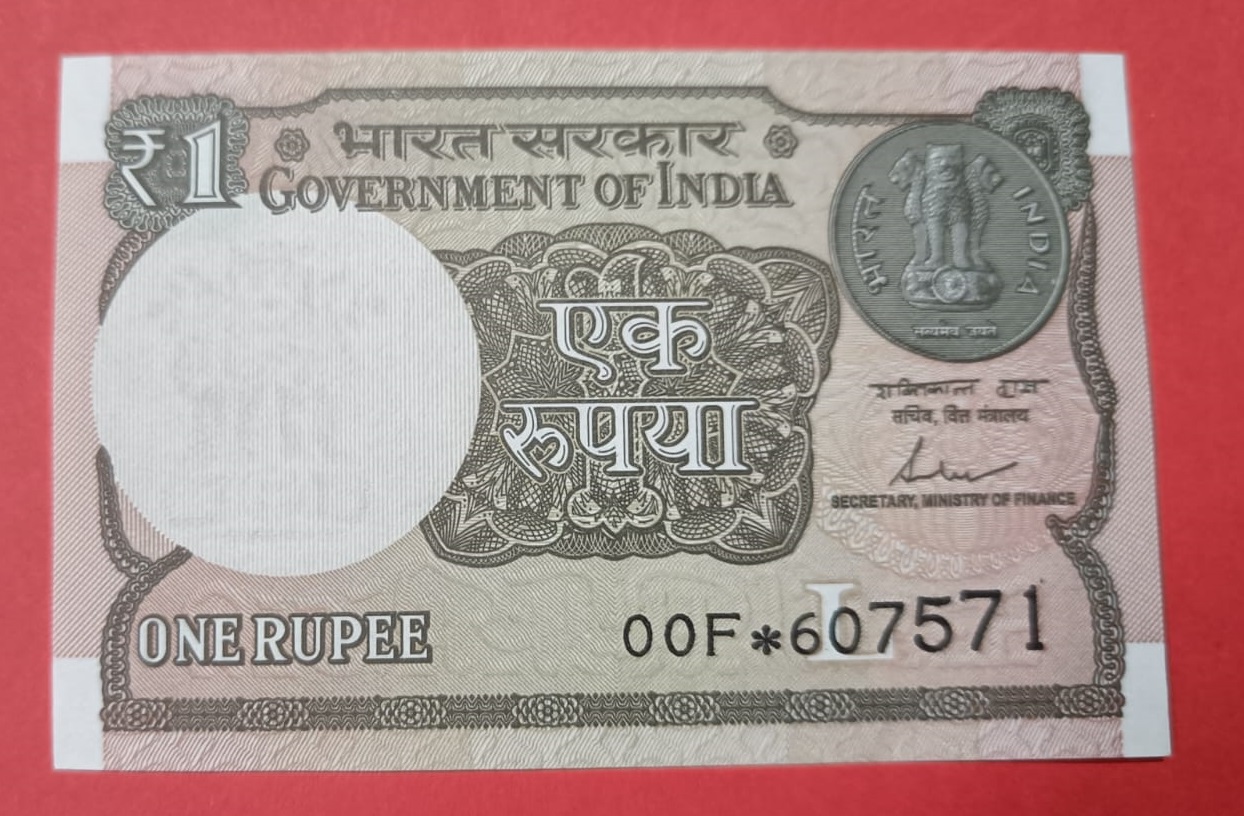 ₹1
भारत सरकार
GOVERNMENT OF INDIA
भारत
INDIA
सत्यमेव जयते
एक
रुपया
शक्तिकान्त दास
सचिव, वित्त मंत्रालय
SECRETARY, MINISTRY OF FINANCE
L
ONE RUPEE
00F*607571